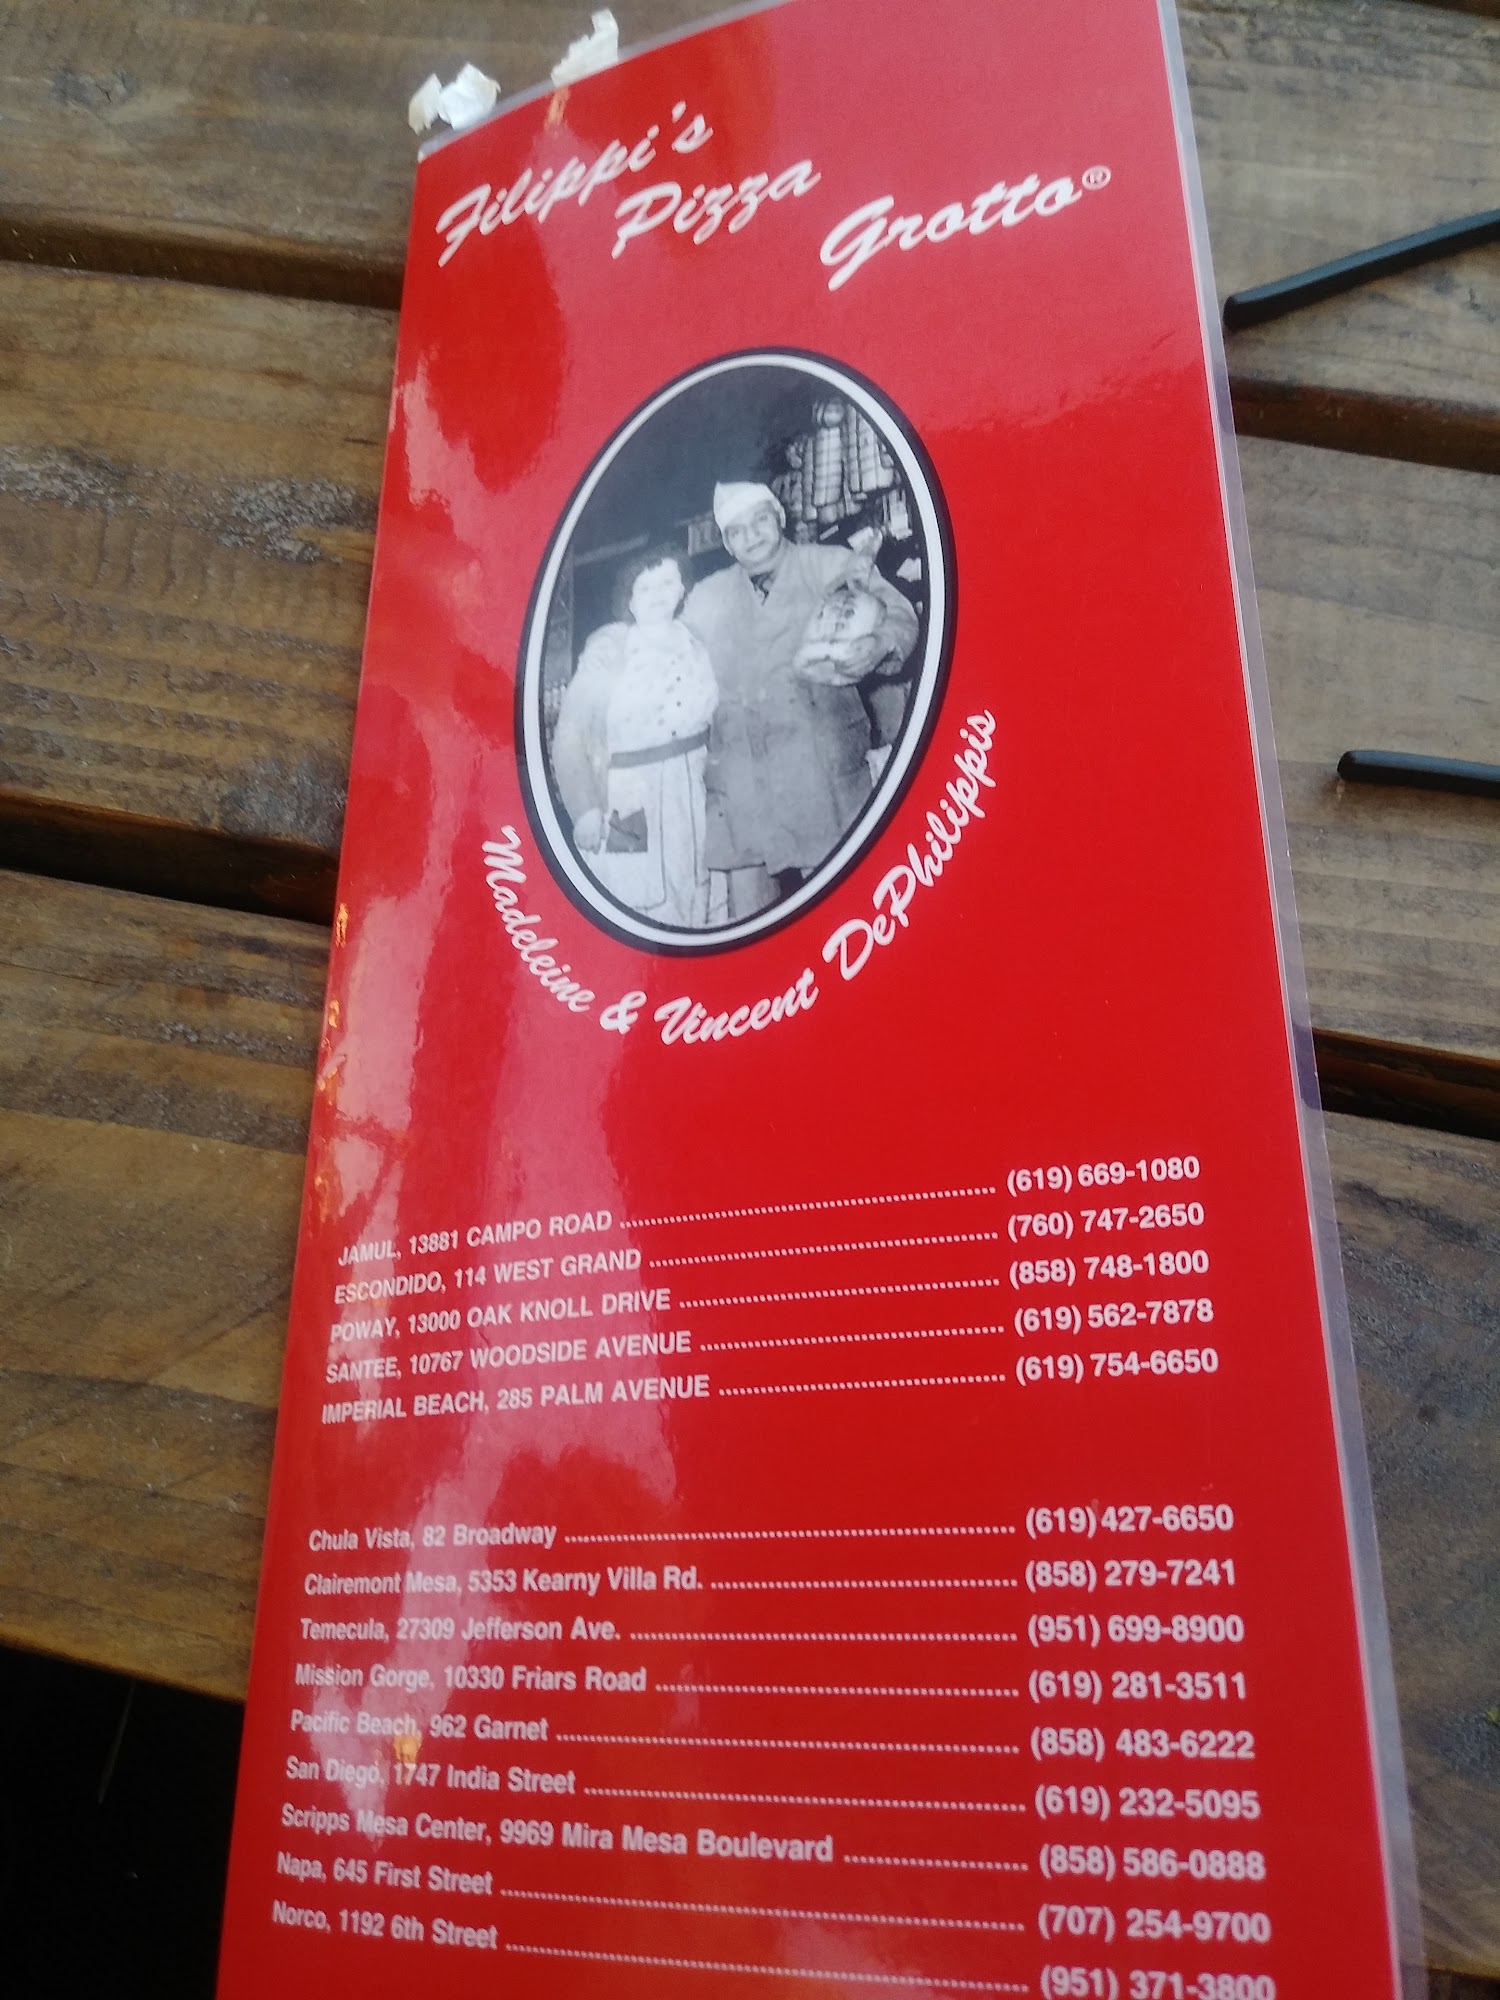 Filippi's
Pizza
Grotto®
Madeleine & Vincent DePhilippis
JAMUL, 13881 CAMPO ROAD ........ (619) 669-1080
ESCONDIDO, 114 WEST GRAND ........ (760) 747-2650
POWAY, 13000 OAK KNOLL DRIVE ........ (858) 748-1800
SANTEE, 10767 WOODSIDE AVENUE ........ (619) 562-7878
IMPERIAL BEACH, 285 PALM AVENUE ........ (619) 754-6650
Chula Vista, 82 Broadway ........ (619) 427-6650
Clairemont Mesa, 5353 Kearny Villa Rd. ........ (858) 279-7241
Temecula, 27309 Jefferson Ave. ........ (951) 699-8900
Mission Gorge, 10330 Friars Road ........ (619) 281-3511
Pacific Beach, 962 Garnet ........ (858) 483-6222
San Diego, 1747 India Street ........ (619) 232-5095
Scripps Mesa Center, 9969 Mira Mesa Boulevard ........ (858) 586-0888
Napa, 645 First Street ........ (707) 254-9700
Norco, 1192 6th Street ........ (951) 371-3800